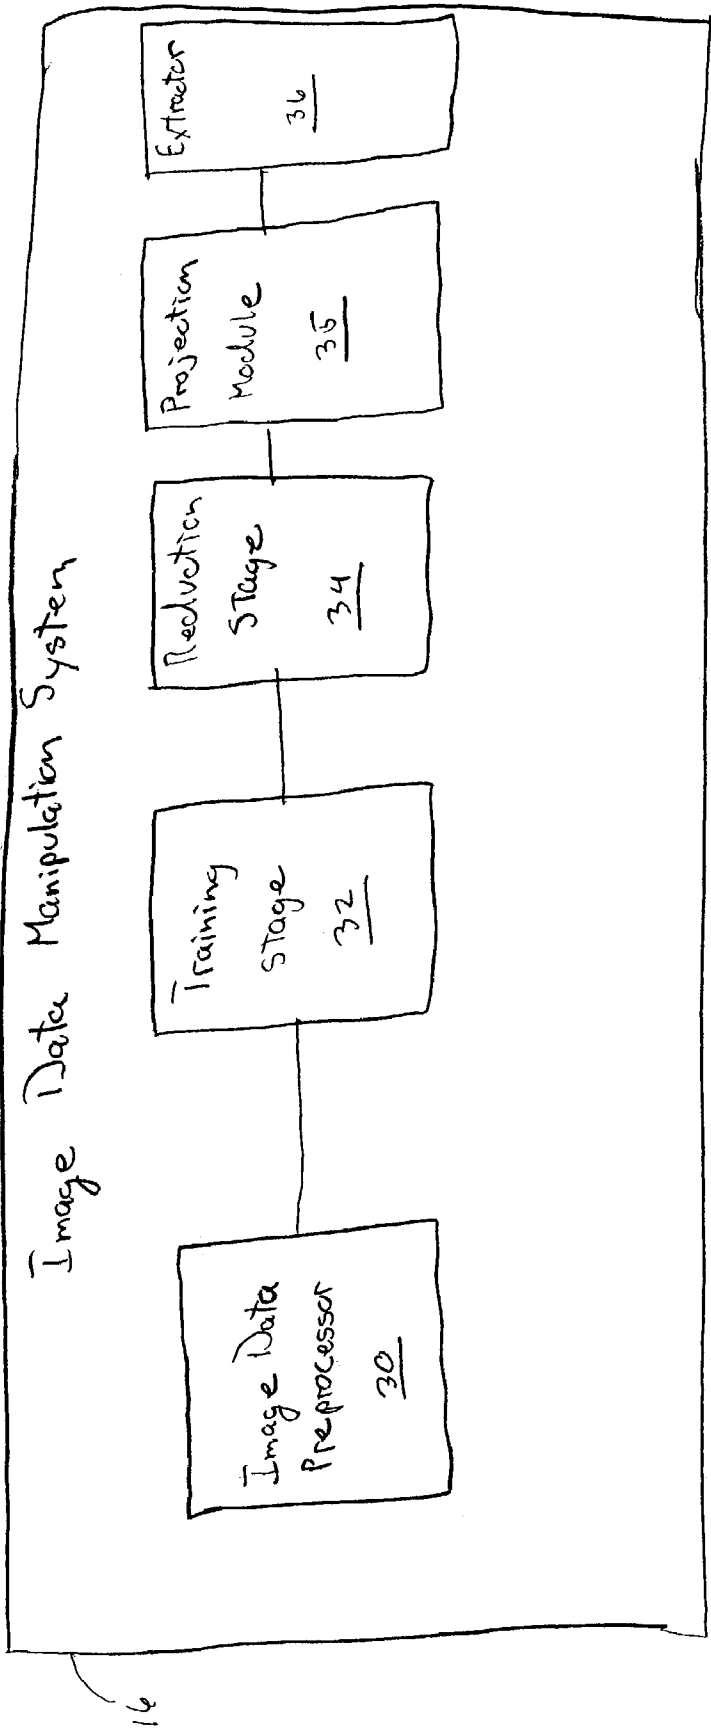 Image Data Manipulation System
Image Data
Preprocessor
30
Training
Stage
32
Reduction
Stage
34
Projection
Module
35
Extractor
36
16